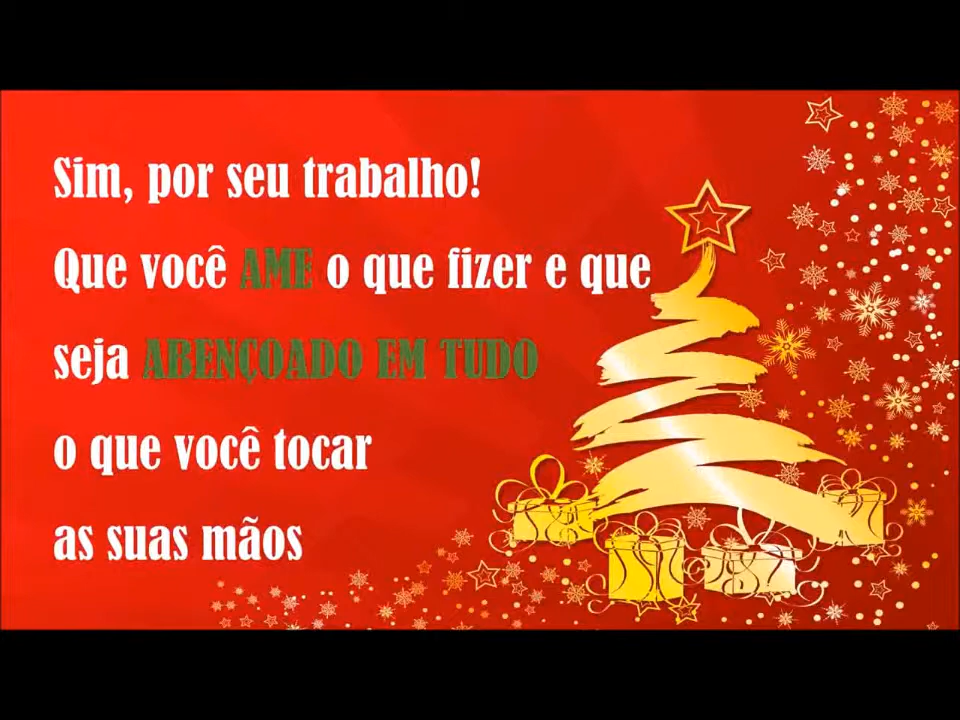 Sim, por seu trabalho!
Que você AME o que fizer e que
seja ABENÇOADO EM TUDO
o que você tocar
as suas mãos